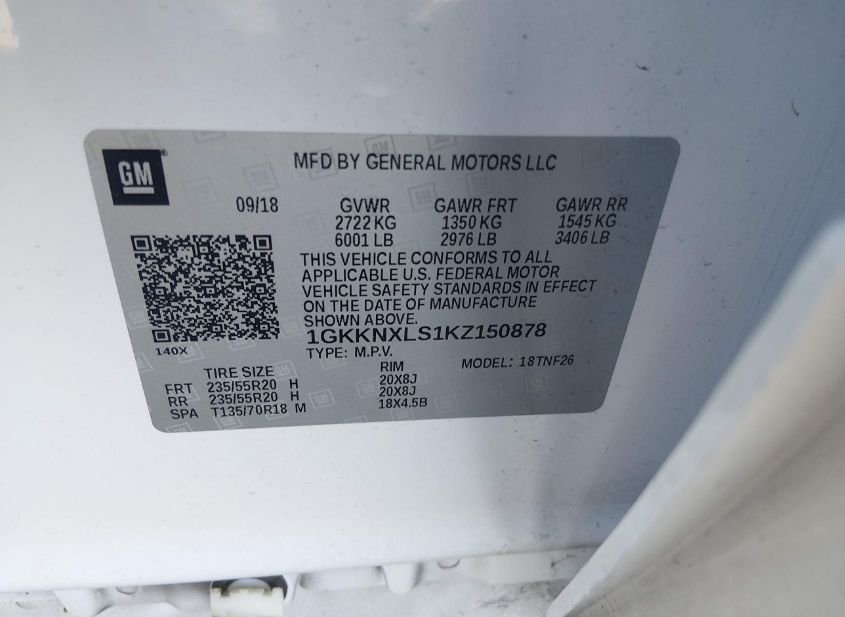 GM
MFD BY GENERAL MOTORS LLC
09/18 GVWR GAWR FRT GAWR RR
2722 KG 1350 KG 1545 KG
6001 LB 2976 LB 3406 LB
THIS VEHICLE CONFORMS TO ALL
APPLICABLE U.S. FEDERAL MOTOR
VEHICLE SAFETY STANDARDS IN EFFECT
ON THE DATE OF MANUFACTURE
SHOWN ABOVE.
1GKKNXLS1KZ150878
140X TYPE: M.P.V. MODEL: 18TNF26
TIRE SIZE RIM
FRT 235/55R20 H 20X8J
RR 235/55R20 H 20X8J
SPA T135/70R18 M 18X4.5B